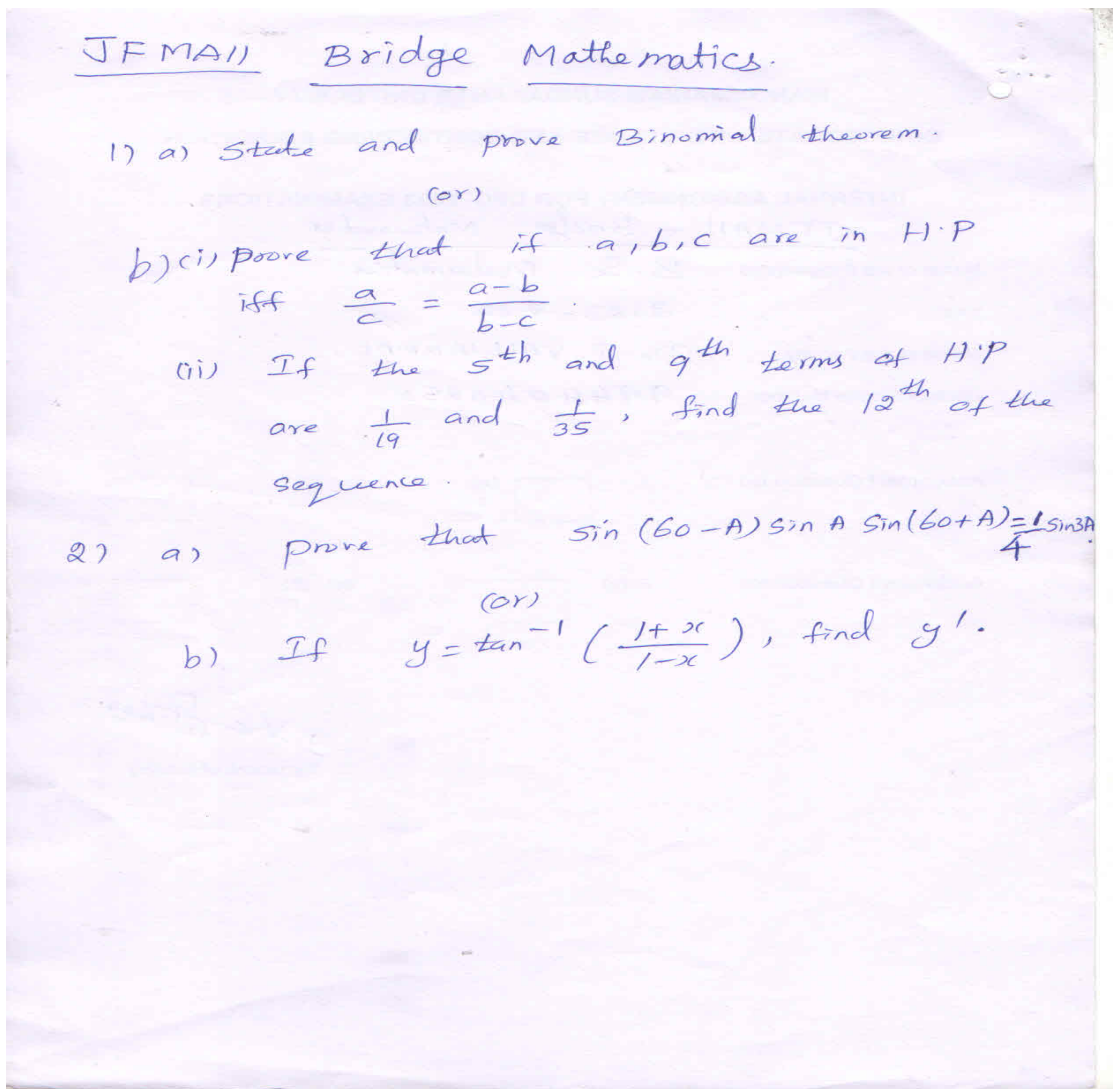 JFMA11 Bridge Mathematics.
1) a) State and prove Binomial theorem.
(or)
b) (i) Prove that if a, b, c are in H.P
iff a/c = a-b/b-c.
(ii) If the 5th and 9th terms of H.P
are 1/19 and 1/35, find the 12th of the
sequence.
2) a) prove that Sin (60-A) Sin A Sin(60+A)=1/4 Sin3A.
(or)
b) If y = tan⁻¹ (1+x/1-x), find y'.